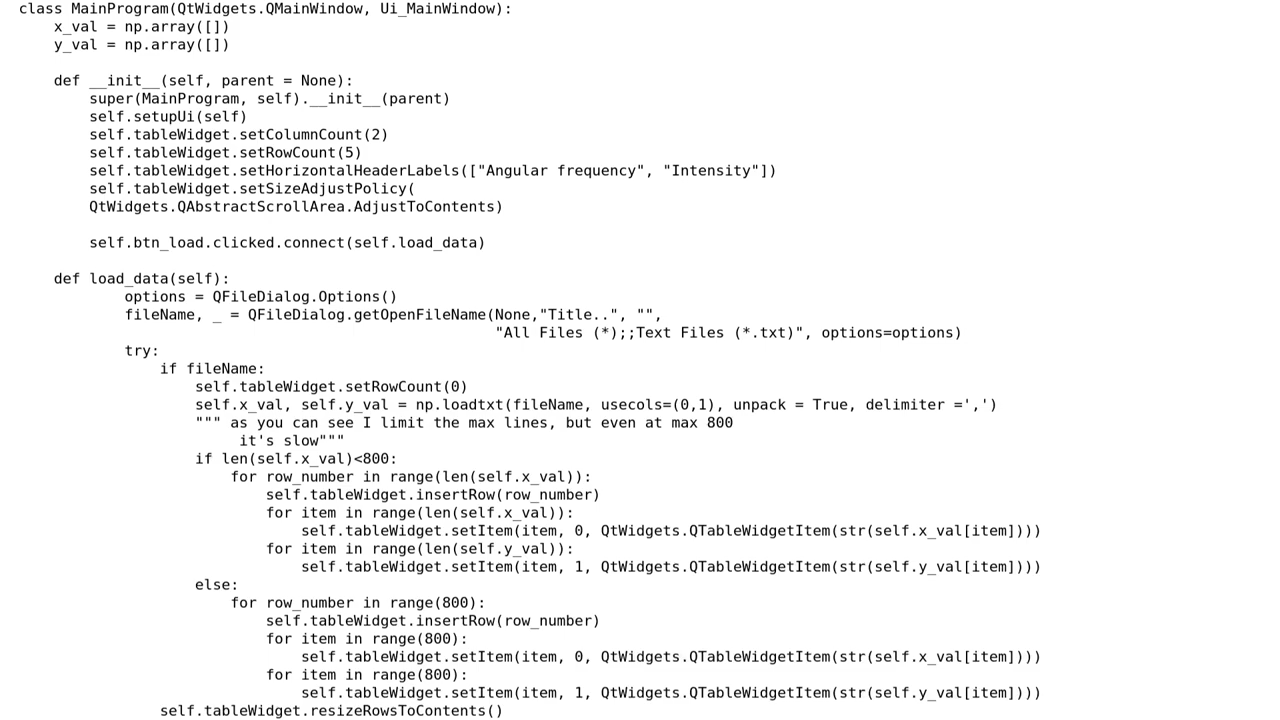 class MainProgram(QtWidgets.QMainWindow, Ui_MainWindow):
    x_val = np.array([])
    y_val = np.array([])

    def __init__(self, parent = None):
        super(MainProgram, self).__init__(parent)
        self.setupUi(self)
        self.tableWidget.setColumnCount(2)
        self.tableWidget.setRowCount(5)
        self.tableWidget.setHorizontalHeaderLabels(["Angular frequency", "Intensity"])
        self.tableWidget.setSizeAdjustPolicy(
        QtWidgets.QAbstractScrollArea.AdjustToContents)

        self.btn_load.clicked.connect(self.load_data)

    def load_data(self):
            options = QFileDialog.Options()
            fileName, _ = QFileDialog.getOpenFileName(None,"Title..", "",
                                                      "All Files (*);;Text Files (*.txt)", options=options)
            try:
                if fileName:
                    self.tableWidget.setRowCount(0)
                    self.x_val, self.y_val = np.loadtxt(fileName, usecols=(0,1), unpack = True, delimiter =',')
                    """ as you can see I limit the max lines, but even at max 800
                         it's slow"""
                    if len(self.x_val)<800:
                        for row_number in range(len(self.x_val)):
                            self.tableWidget.insertRow(row_number)
                            for item in range(len(self.x_val)):
                                self.tableWidget.setItem(item, 0, QtWidgets.QTableWidgetItem(str(self.x_val[item])))
                            for item in range(len(self.y_val)):
                                self.tableWidget.setItem(item, 1, QtWidgets.QTableWidgetItem(str(self.y_val[item])))
                    else:
                        for row_number in range(800):
                            self.tableWidget.insertRow(row_number)
                            for item in range(800):
                                self.tableWidget.setItem(item, 0, QtWidgets.QTableWidgetItem(str(self.x_val[item])))
                            for item in range(800):
                                self.tableWidget.setItem(item, 1, QtWidgets.QTableWidgetItem(str(self.y_val[item])))
                self.tableWidget.resizeRowsToContents()